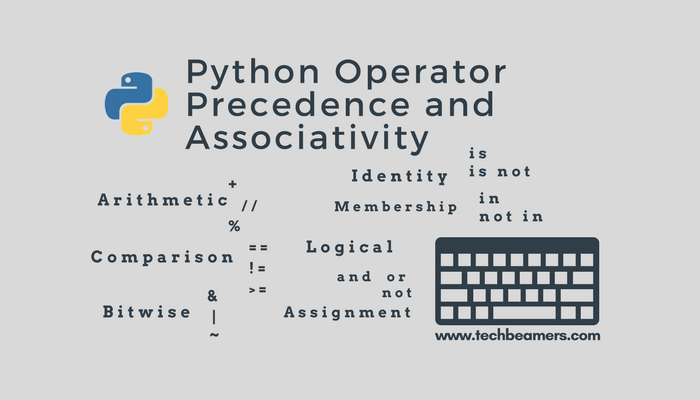 Python Operator
Precedence and
Associativity
is
Identity
is not
+
Arithmetic
//
%
Membership
in
not in
Comparison
==
!=
>=
Logical
and or
not
Bitwise
&
|
~
Assignment
www.techbeamers.com